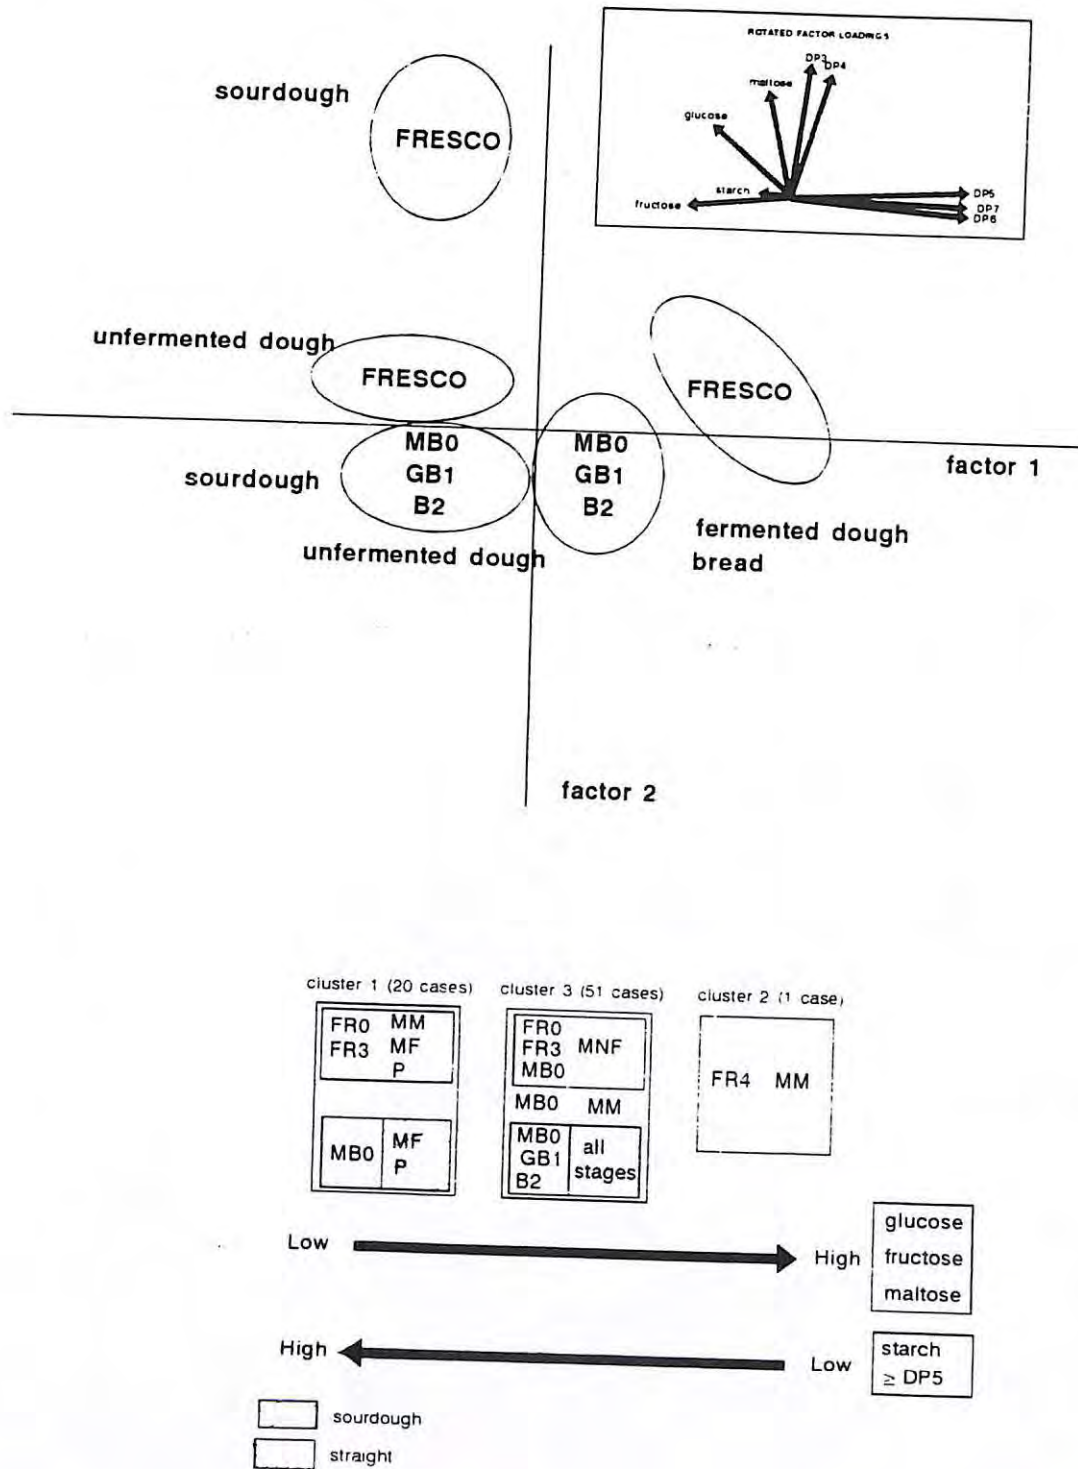 ROTATED FACTOR LOADINGS
DP3
DP4
maltose
glucose
starch
fructose
DP5
DP7
DP6
sourdough
FRESCO
unfermented dough
FRESCO
FRESCO
MB0
GB1
B2
MB0
GB1
B2
factor 1
sourdough
unfermented dough
fermented dough
bread
factor 2
cluster 1 (20 cases)
FR0 MM
FR3 MF
P
MB0
MF
P
cluster 3 (51 cases)
FR0
FR3 MNF
MB0
MB0 MM
MB0
GB1
B2
all
stages
cluster 2 (1 case)
FR4 MM
Low
High
glucose
fructose
maltose
High
Low
starch
≥ DP5
sourdough
straight